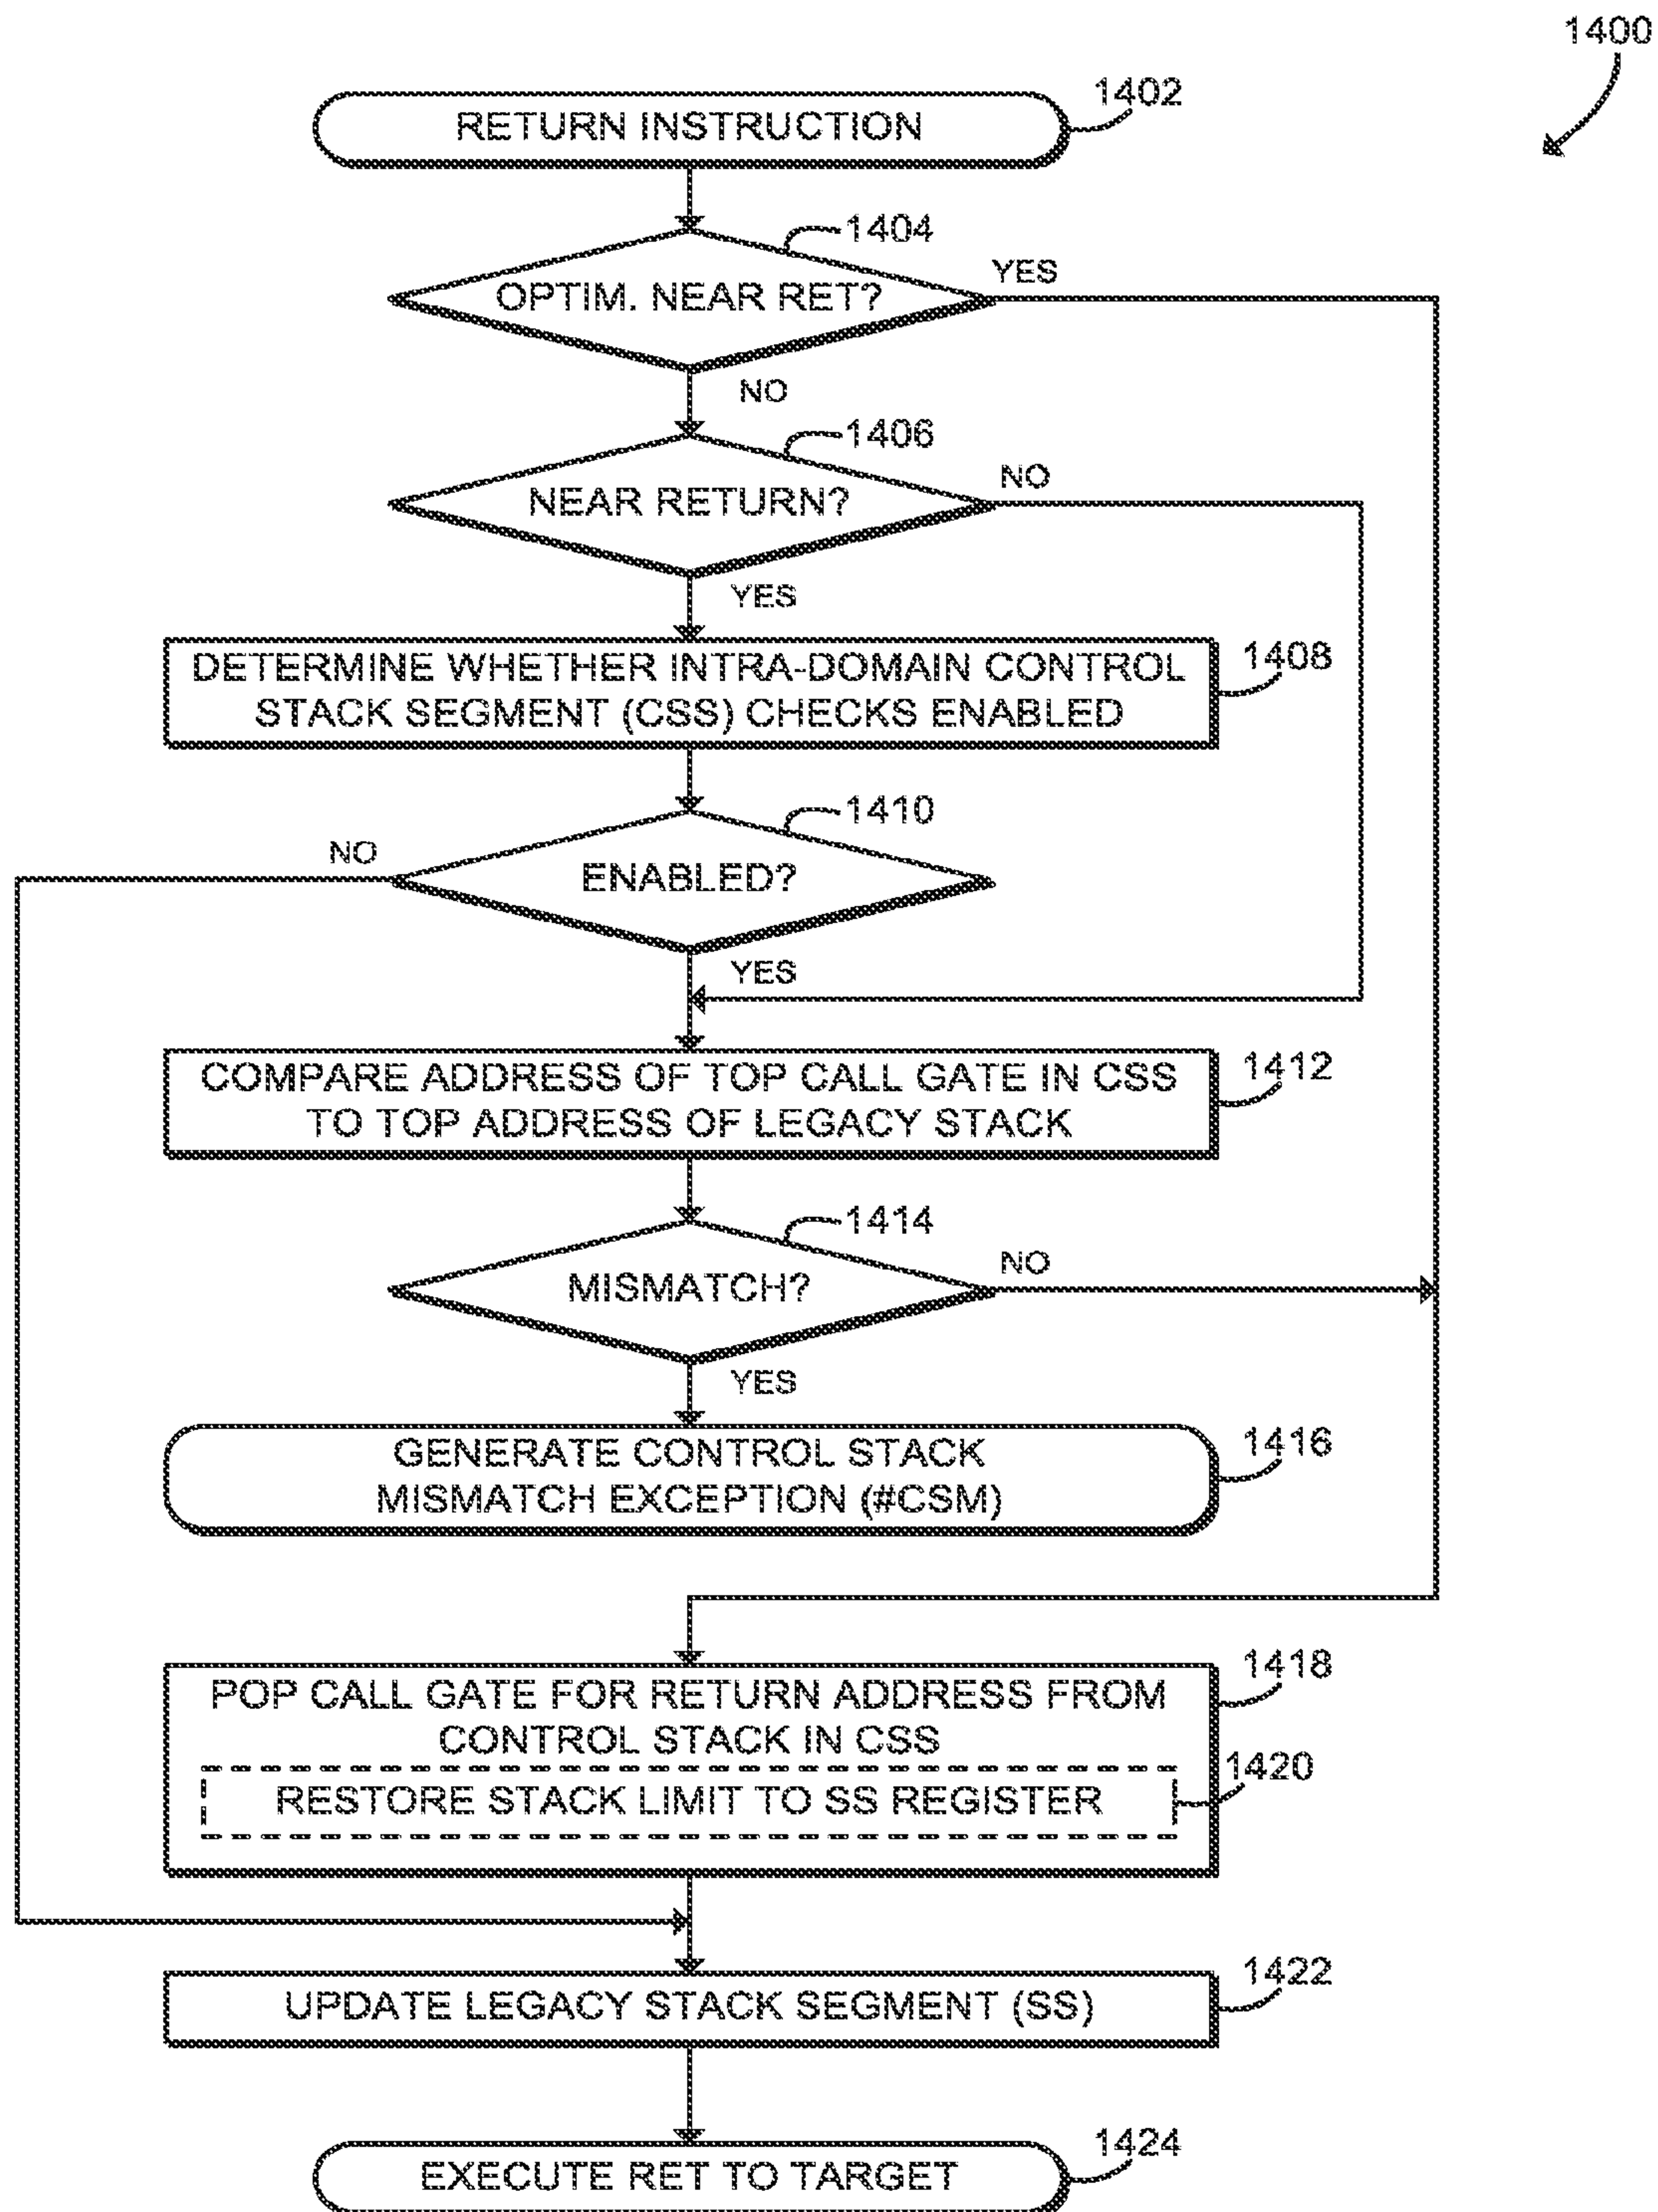 1400
RETURN INSTRUCTION
1402
1404
OPTIM. NEAR RET?
YES
NO
1406
NEAR RETURN?
NO
YES
DETERMINE WHETHER INTRA-DOMAIN CONTROL
STACK SEGMENT (CSS) CHECKS ENABLED
1408
1410
NO
ENABLED?
YES
COMPARE ADDRESS OF TOP CALL GATE IN CSS
TO TOP ADDRESS OF LEGACY STACK
1412
1414
MISMATCH?
NO
YES
GENERATE CONTROL STACK
MISMATCH EXCEPTION (#CSM)
1416
POP CALL GATE FOR RETURN ADDRESS FROM
CONTROL STACK IN CSS
1418
RESTORE STACK LIMIT TO SS REGISTER
1420
UPDATE LEGACY STACK SEGMENT (SS)
1422
EXECUTE RET TO TARGET
1424